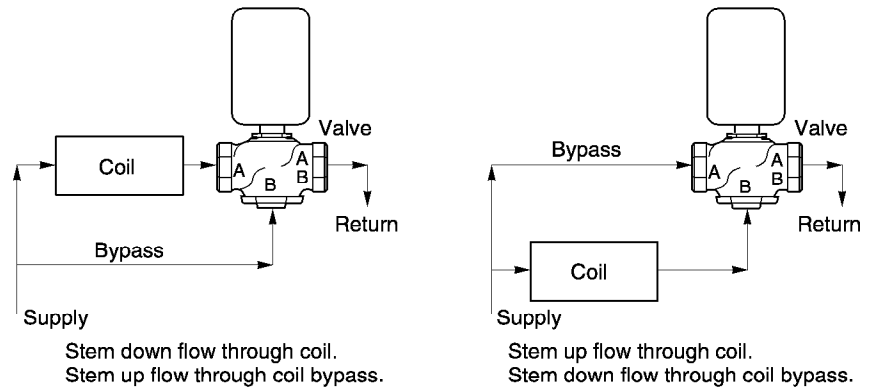 Valve
Coil
A
A
B
B
Return
Bypass
Supply
Stem down flow through coil.
Stem up flow through coil bypass.
Valve
Bypass
A
A
B
B
Return
Coil
Supply
Stem up flow through coil.
Stem down flow through coil bypass.